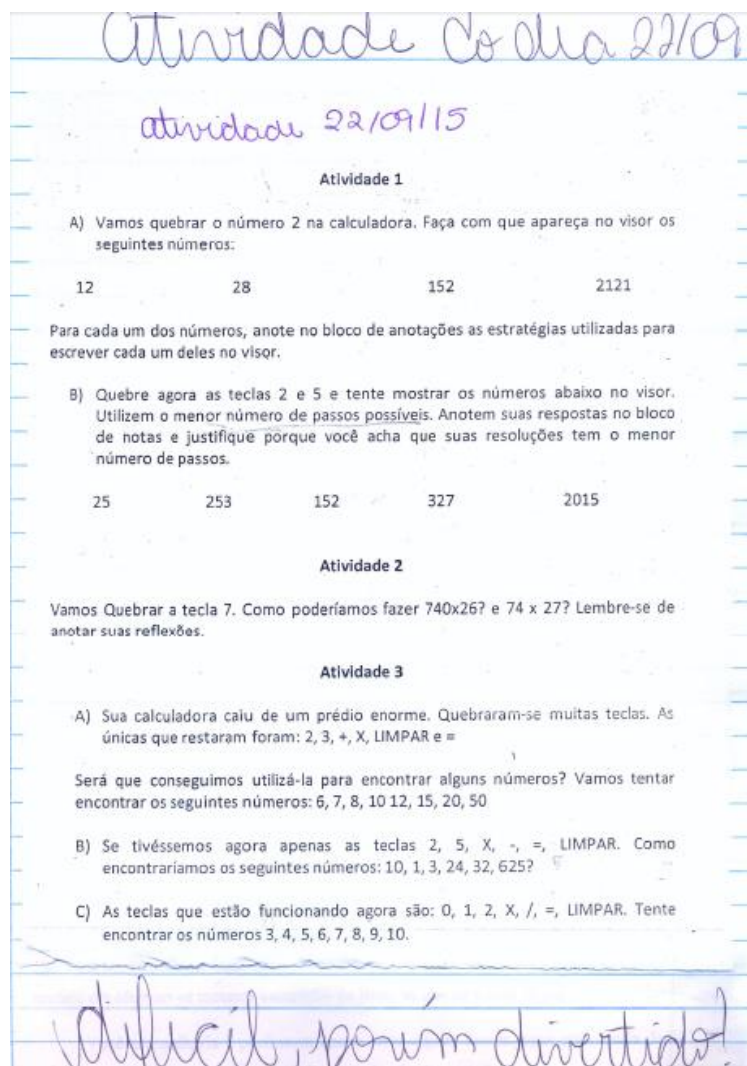 atividade do dia 22/09
atividade 22/09/15
Atividade 1
A) Vamos quebrar o número 2 na calculadora. Faça com que apareça no visor os
seguintes números:
12 28 152 2121
Para cada um dos números, anote no bloco de anotações as estratégias utilizadas para
escrever cada um deles no visor.
B) Quebre agora as teclas 2 e 5 e tente mostrar os números abaixo no visor.
Utilizem o menor número de passos possíveis. Anotem suas respostas no bloco
de notas e justifique porque você acha que suas resoluções tem o menor
número de passos.
25 253 152 327 2015
Atividade 2
Vamos Quebrar a tecla 7. Como poderíamos fazer 740x26? e 74 x 27? Lembre-se de
anotar suas reflexões.
Atividade 3
A) Sua calculadora caiu de um prédio enorme. Quebraram-se muitas teclas. As
únicas que restaram foram: 2, 3, +, X, LIMPAR e =
Será que conseguimos utilizá-la para encontrar alguns números? Vamos tentar
encontrar os seguintes números: 6, 7, 8, 10 12, 15, 20, 50
B) Se tivéssemos agora apenas as teclas 2, 5, X, -, =, LIMPAR. Como
encontraríamos os seguintes números: 10, 1, 3, 24, 32, 625?
C) As teclas que estão funcionando agora são: 0, 1, 2, X, /, =, LIMPAR. Tente
encontrar os números 3, 4, 5, 6, 7, 8, 9, 10.
difícil, porém divertido!